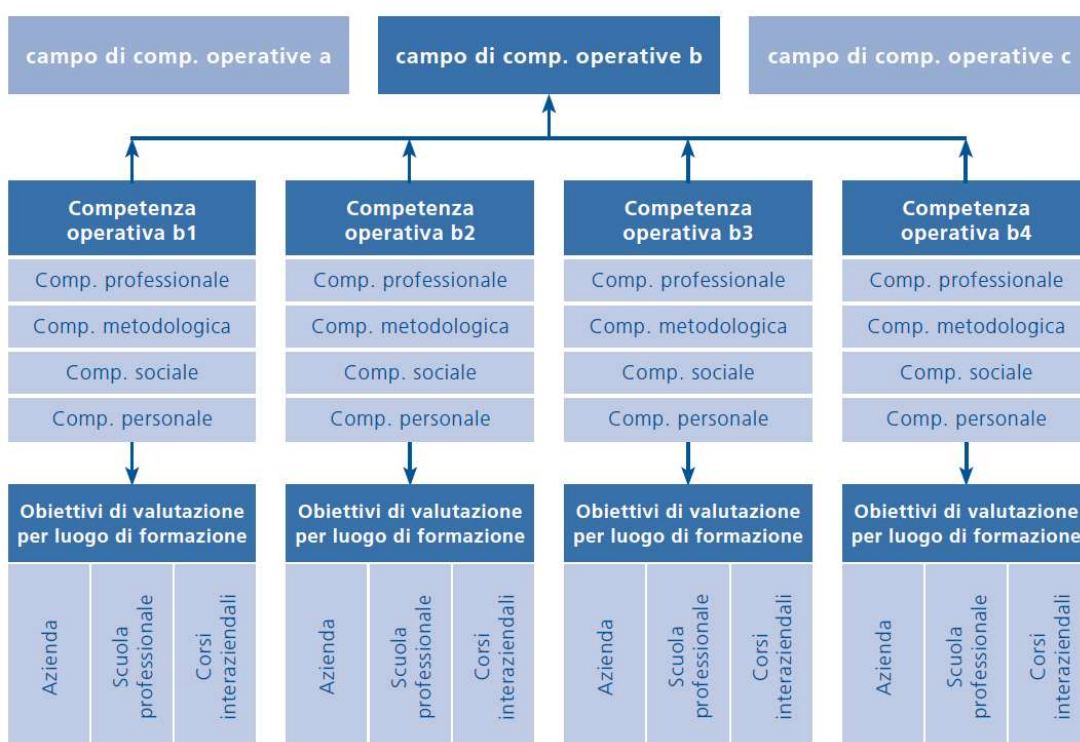 campo di comp. operative a
campo di comp. operative b
campo di comp. operative c
Competenza
operativa b1
Competenza
operativa b2
Competenza
operativa b3
Competenza
operativa b4
Comp. professionale
Comp. professionale
Comp. professionale
Comp. professionale
Comp. metodologica
Comp. metodologica
Comp. metodologica
Comp. metodologica
Comp. sociale
Comp. sociale
Comp. sociale
Comp. sociale
Comp. personale
Comp. personale
Comp. personale
Comp. personale
Obiettivi di valutazione
per luogo di formazione
Obiettivi di valutazione
per luogo di formazione
Obiettivi di valutazione
per luogo di formazione
Obiettivi di valutazione
per luogo di formazione
Azienda
Scuola
professionale
Corsi
interaziendali
Azienda
Scuola
professionale
Corsi
interaziendali
Azienda
Scuola
professionale
Corsi
interaziendali
Azienda
Scuola
professionale
Corsi
interaziendali